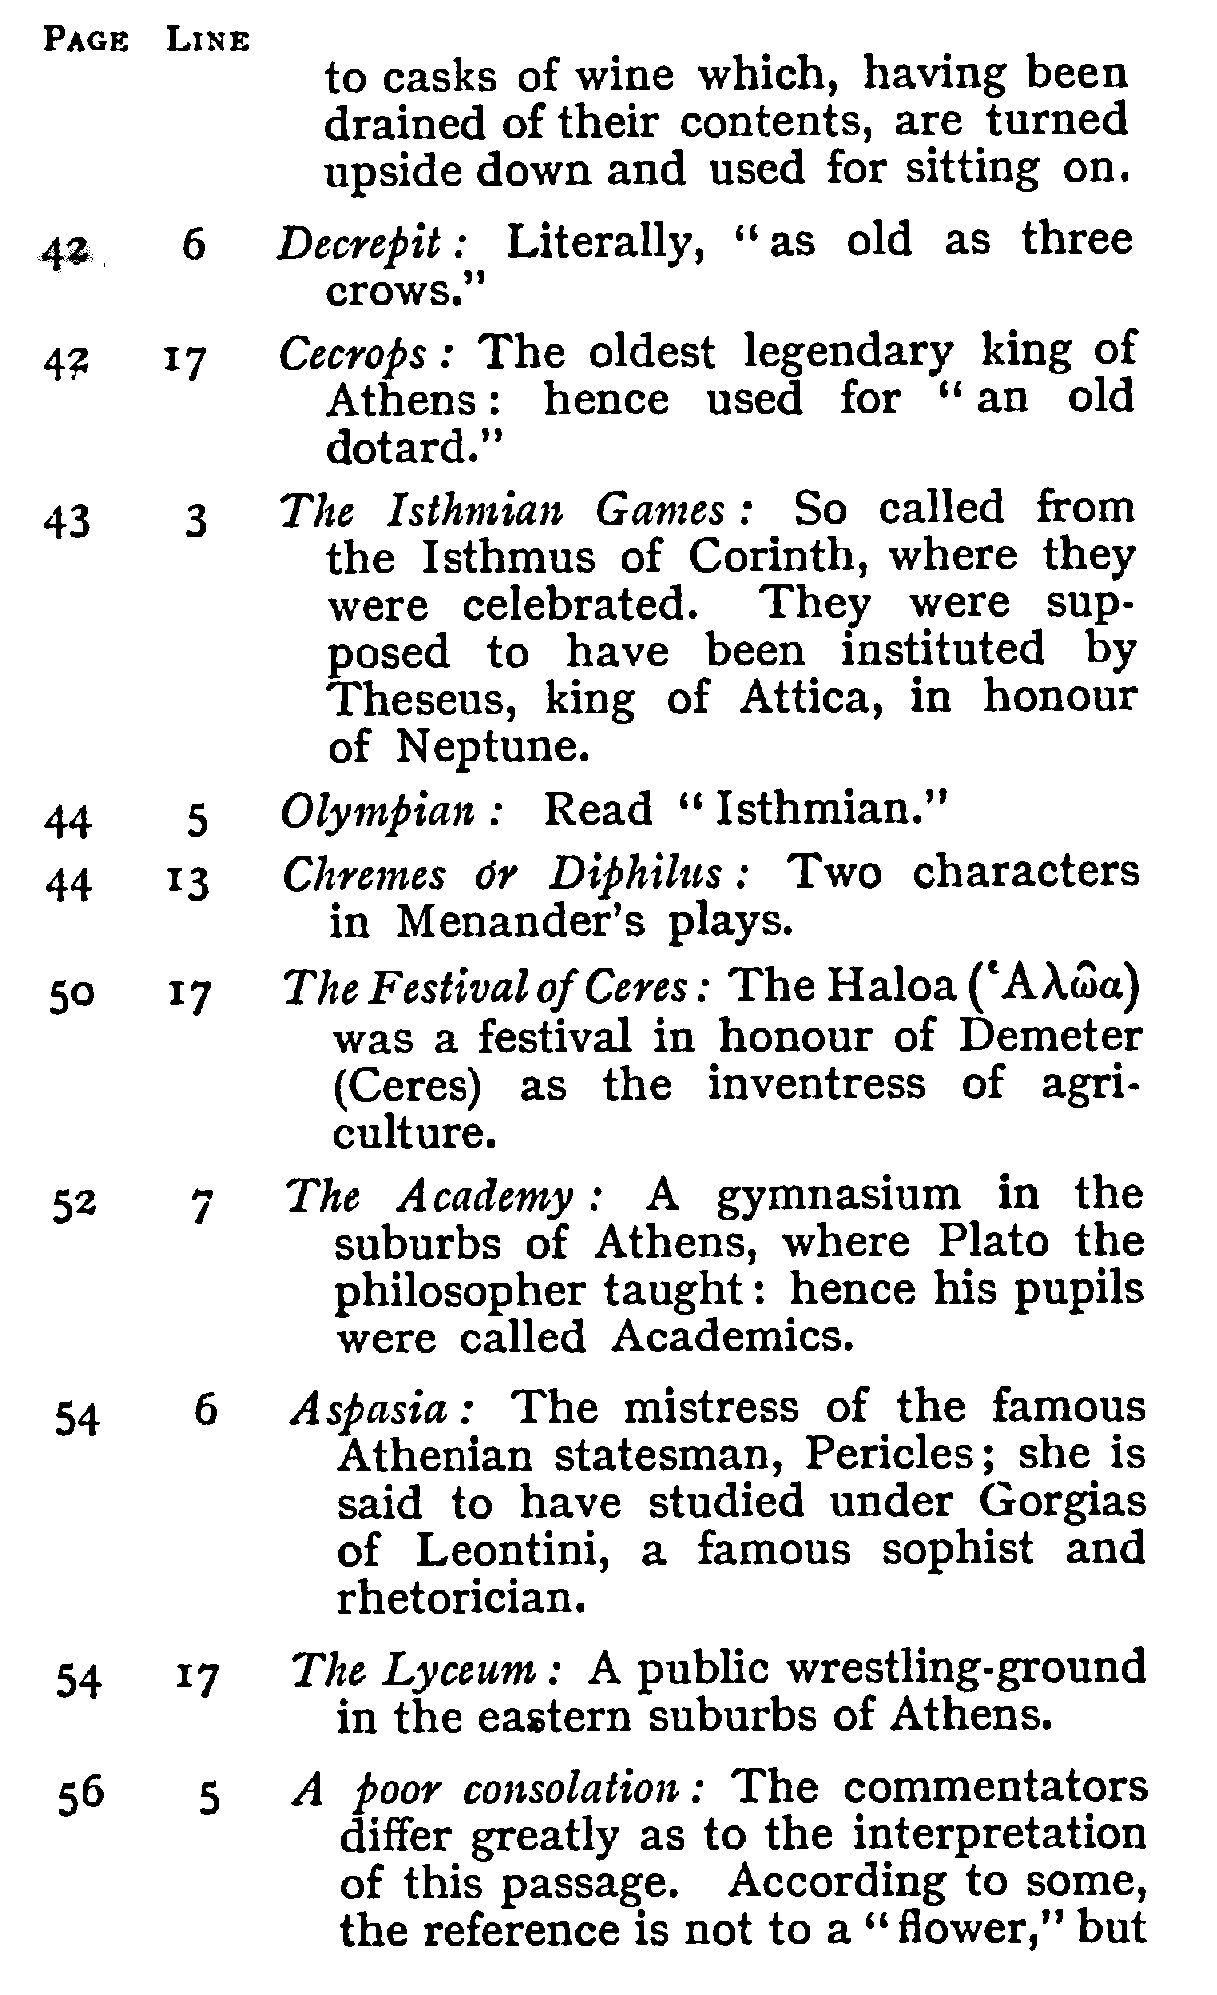 PAGE LINE
to casks of wine which, having been
drained of their contents, are turned
upside down and used for sitting on.
42 6 Decrepit : Literally, “ as old as three
crows.”
42 17 Cecrops : The oldest legendary king of
Athens : hence used for “ an old
dotard.”
43 3 The Isthmian Games : So called from
the Isthmus of Corinth, where they
were celebrated. They were sup-
posed to have been instituted by
Theseus, king of Attica, in honour
of Neptune.
44 5 Olympian : Read “ Isthmian.”
44 13 Chremes or Diphilus : Two characters
in Menander’s plays.
50 17 The Festival of Ceres : The Haloa (‘Αλῶα)
was a festival in honour of Demeter
(Ceres) as the inventress of agri-
culture.
52 7 The Academy : A gymnasium in the
suburbs of Athens, where Plato the
philosopher taught : hence his pupils
were called Academics.
54 6 Aspasia : The mistress of the famous
Athenian statesman, Pericles ; she is
said to have studied under Gorgias
of Leontini, a famous sophist and
rhetorician.
54 17 The Lyceum : A public wrestling-ground
in the eastern suburbs of Athens.
56 5 A poor consolation : The commentators
differ greatly as to the interpretation
of this passage. According to some,
the reference is not to a “ flower,” but